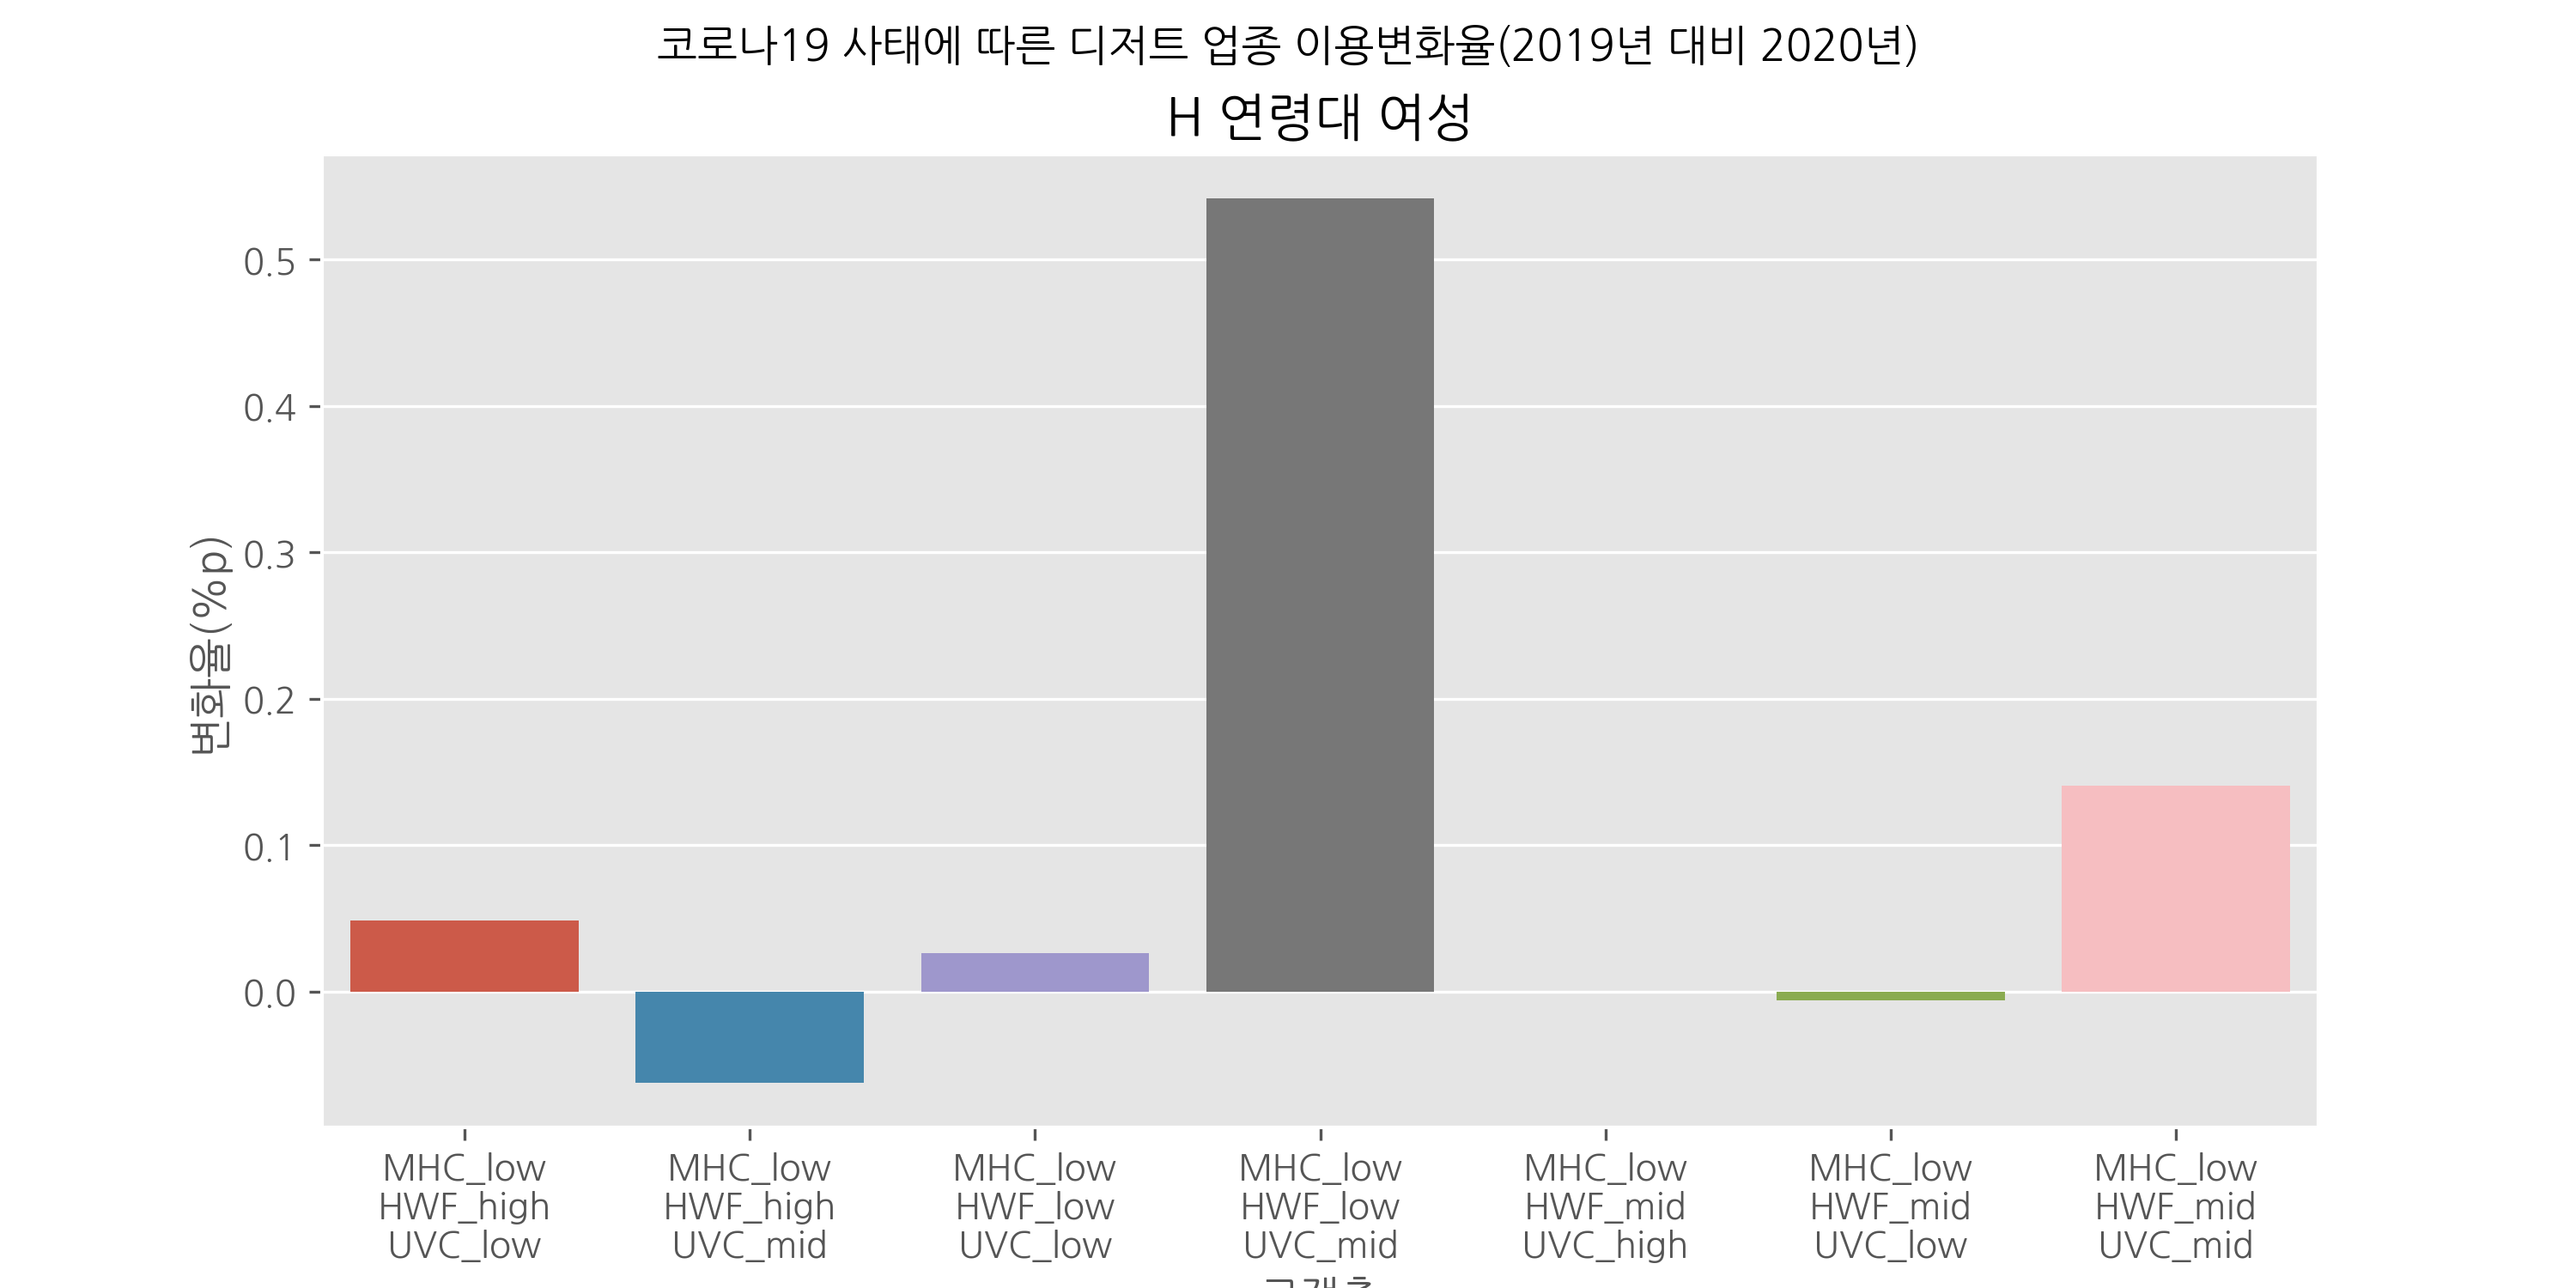 코로나19 사태에 따른 디저트 업종 이용변화율(2019년 대비 2020년)
H 연령대 여성
변화율(%p)
0.5
0.4
0.3
0.2
0.1
0.0
MHC_low MHC_low MHC_low MHC_low MHC_low MHC_low MHC_low
HWF_high HWF_high HWF_low HWF_low HWF_mid HWF_mid HWF_mid
UVC_low UVC_mid UVC_low UVC_mid UVC_high UVC_low UVC_mid